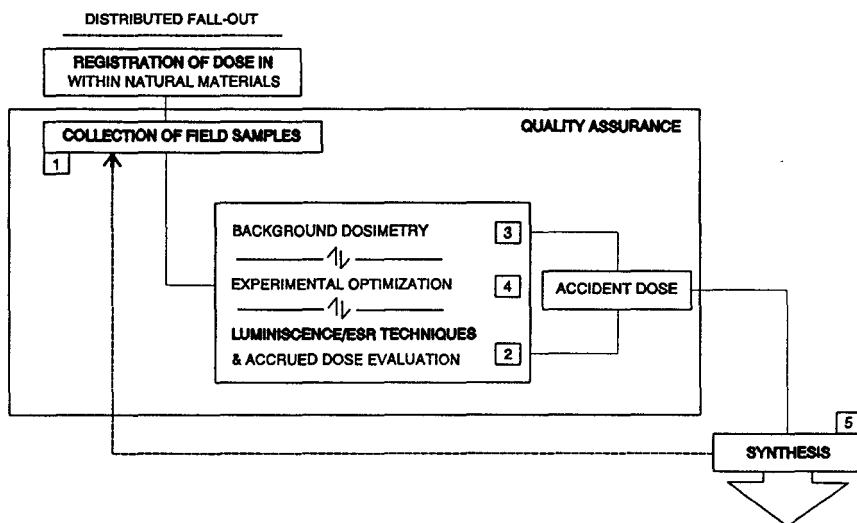 DISTRIBUTED FALL-OUT
REGISTRATION OF DOSE IN
WITHIN NATURAL MATERIALS
COLLECTION OF FIELD SAMPLES
QUALITY ASSURANCE
1
BACKGROUND DOSIMETRY
3
EXPERIMENTAL OPTIMIZATION
4
ACCIDENT DOSE
LUMINISCENCE/ESR TECHNIQUES
& ACCRUED DOSE EVALUATION
2
5
SYNTHESIS